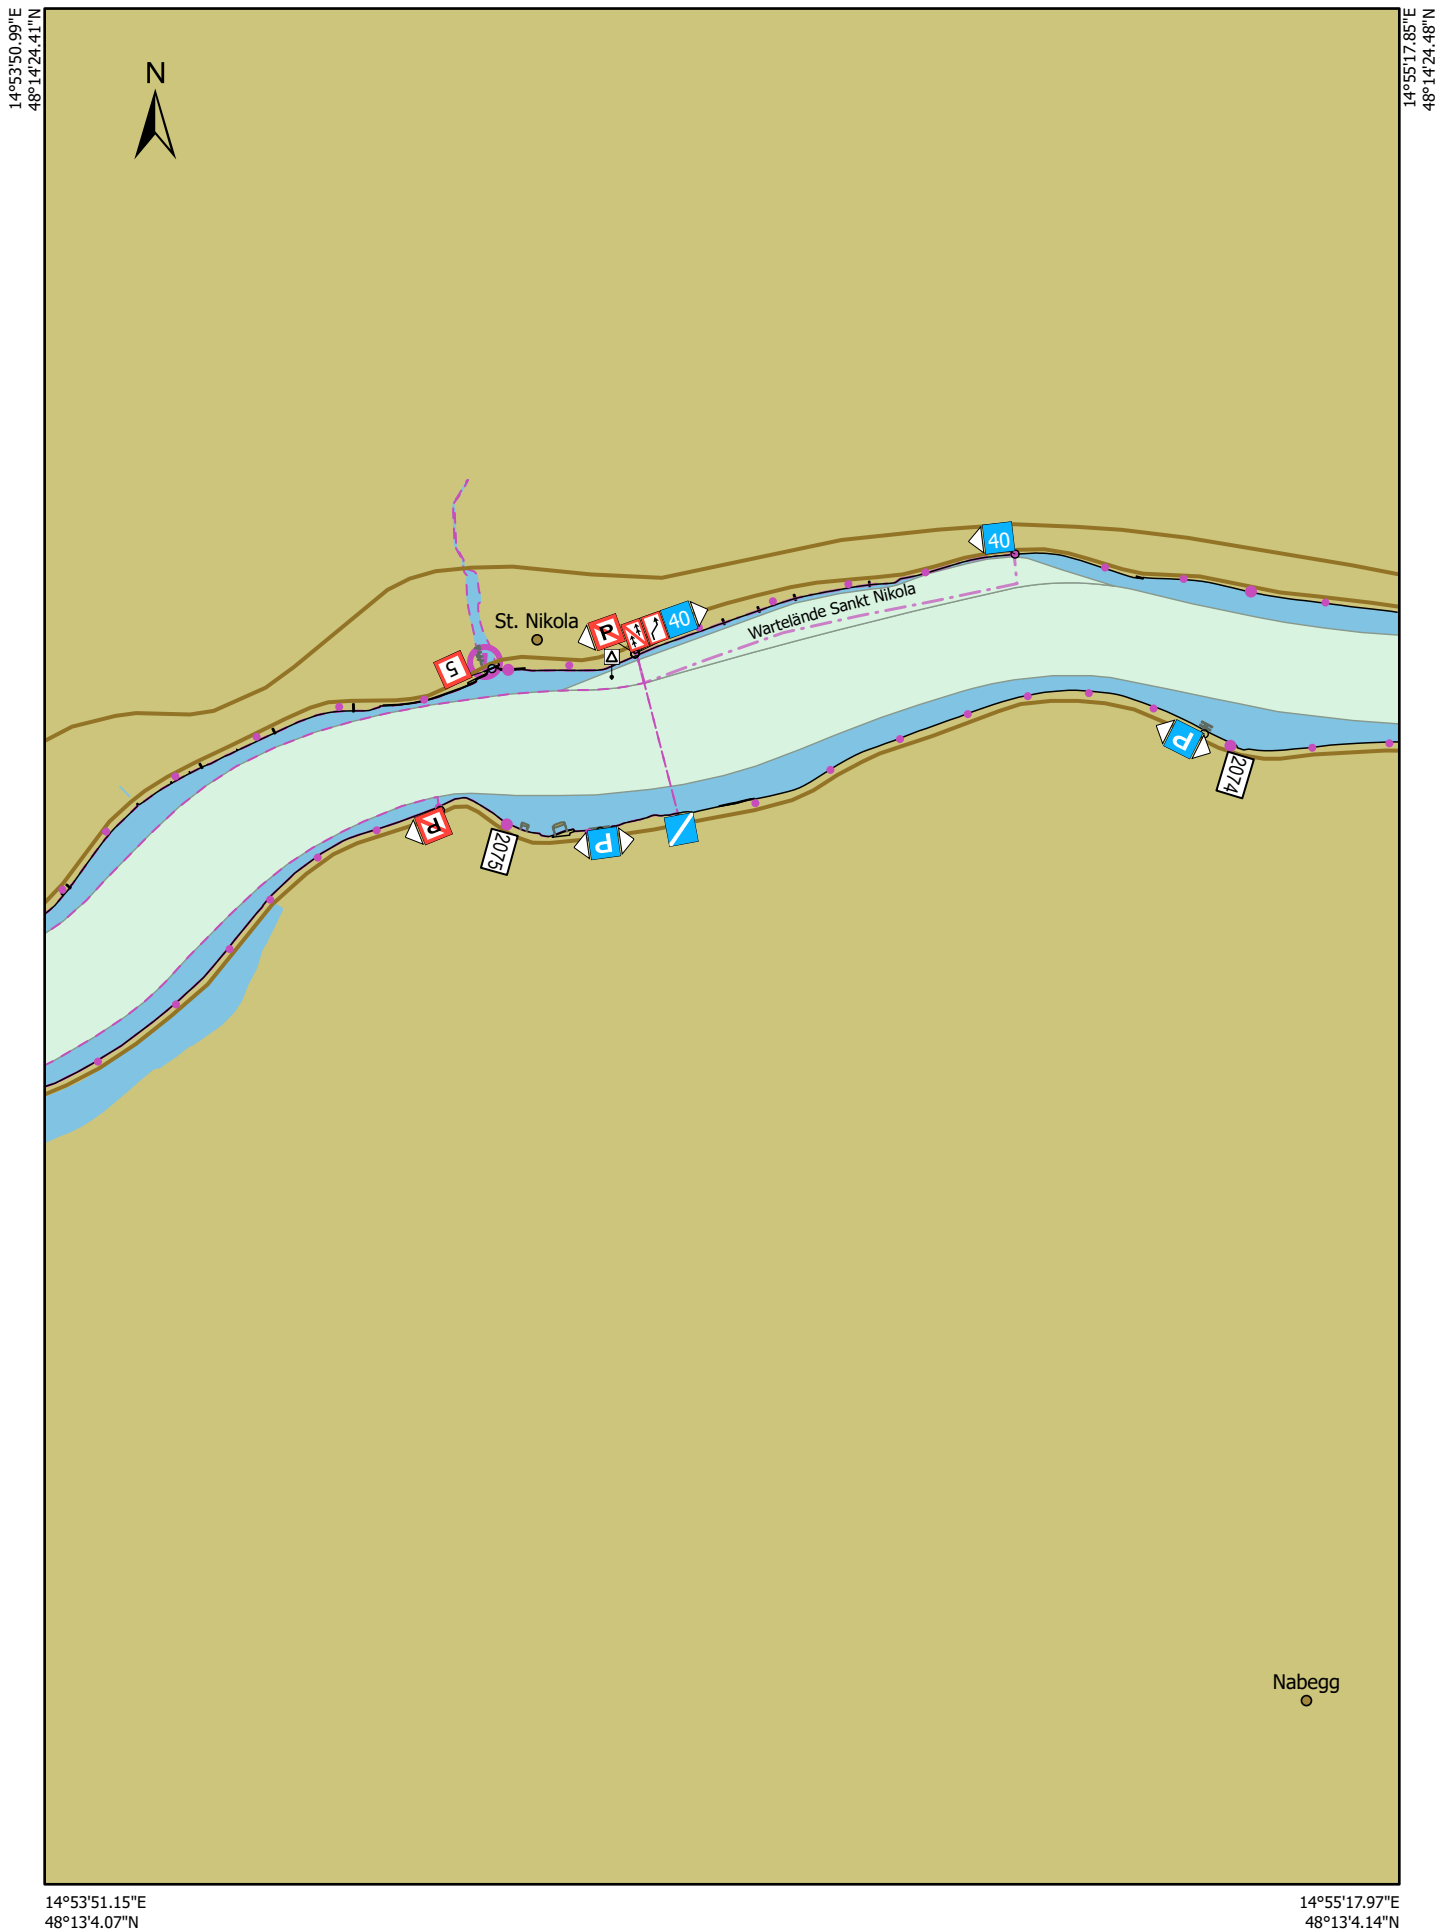 14°53'50.99"E
48°14'24.41"N
14°55'17.85"E
48°14'24.48"N
N
40
St. Nikola
P
40
Wartelände Sankt Nikola
5
P
2074
P
2075
P
Nabegg
14°53'51.15"E
48°13'4.07"N
14°55'17.97"E
48°13'4.14"N